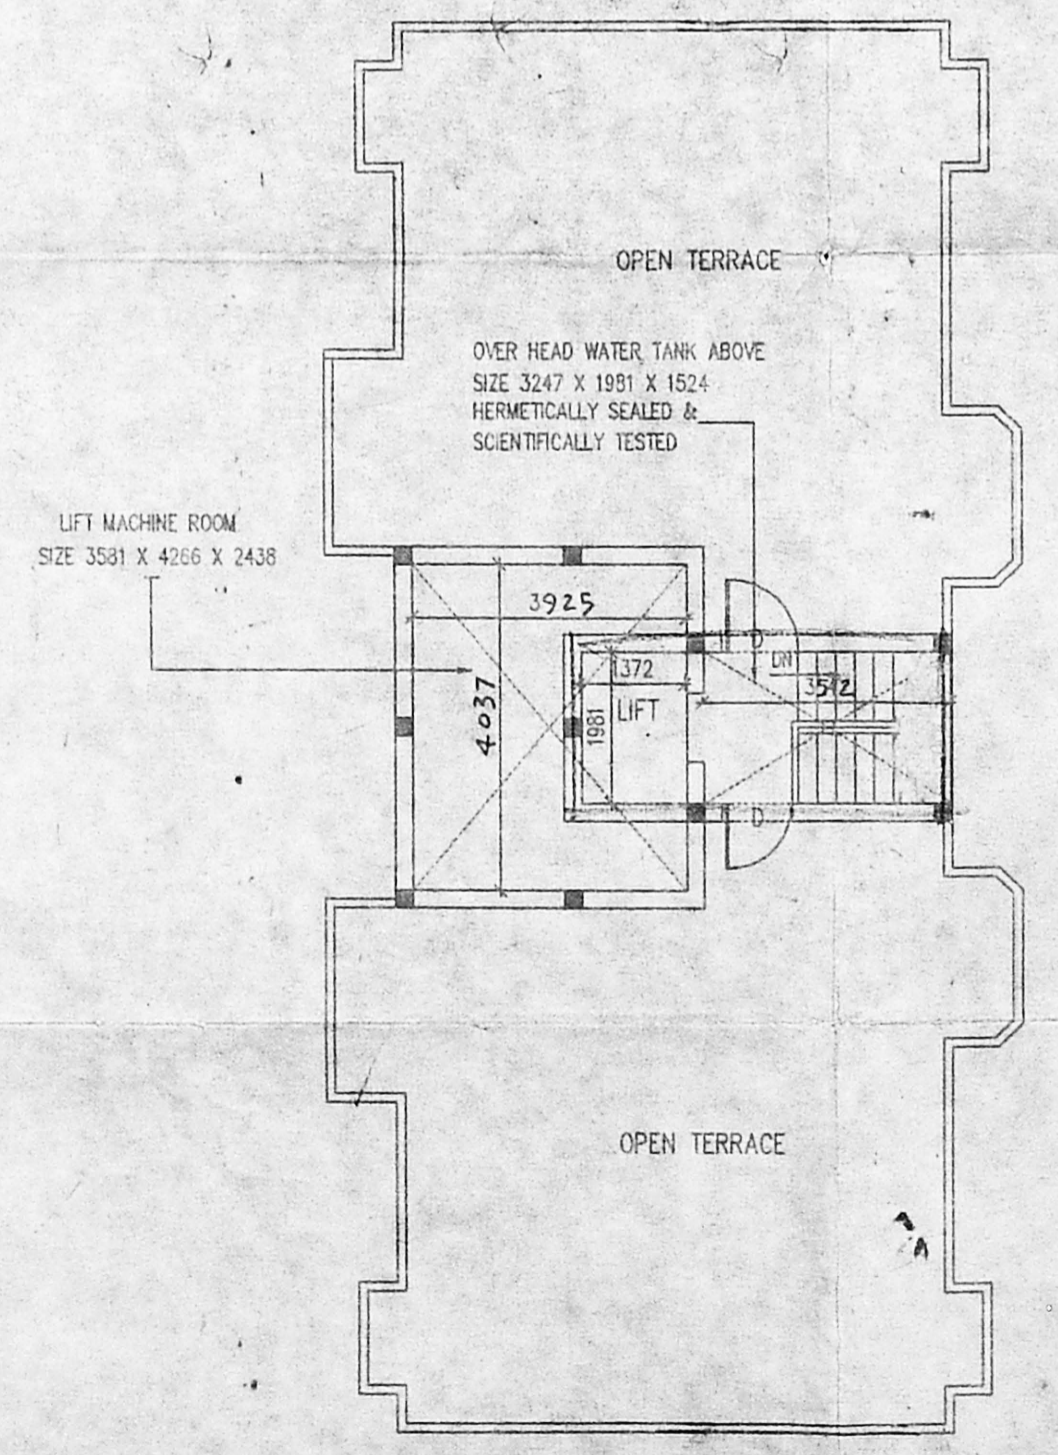 OPEN TERRACE
OVER HEAD WATER TANK ABOVE
SIZE 3247 X 1981 X 1524
HERMETICALLY SEALED &
SCIENTIFICALLY TESTED
LIFT MACHINE ROOM
SIZE 3581 X 4266 X 2438
3925
D
DN
1372
3512
4037
1981
LIFT
D
OPEN TERRACE